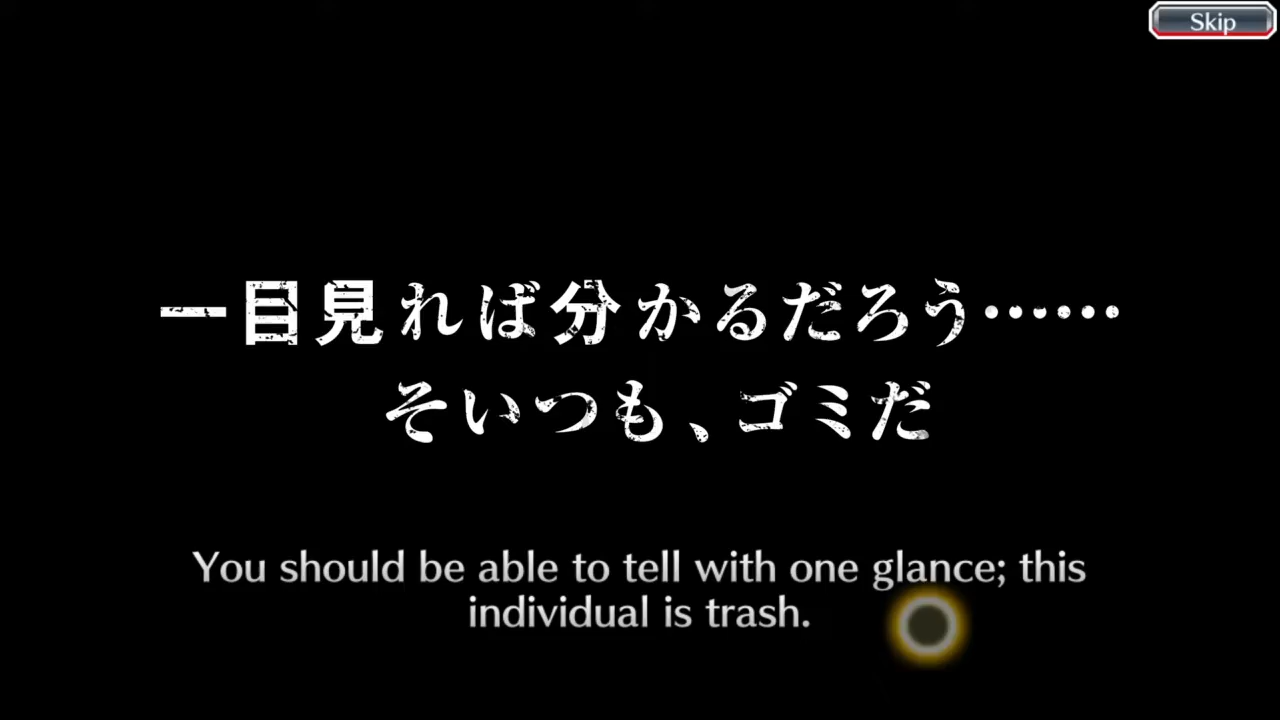 Skip
一目見れば分かるだろう……
そいつも、ゴミだ
You should be able to tell with one glance; this
individual is trash.